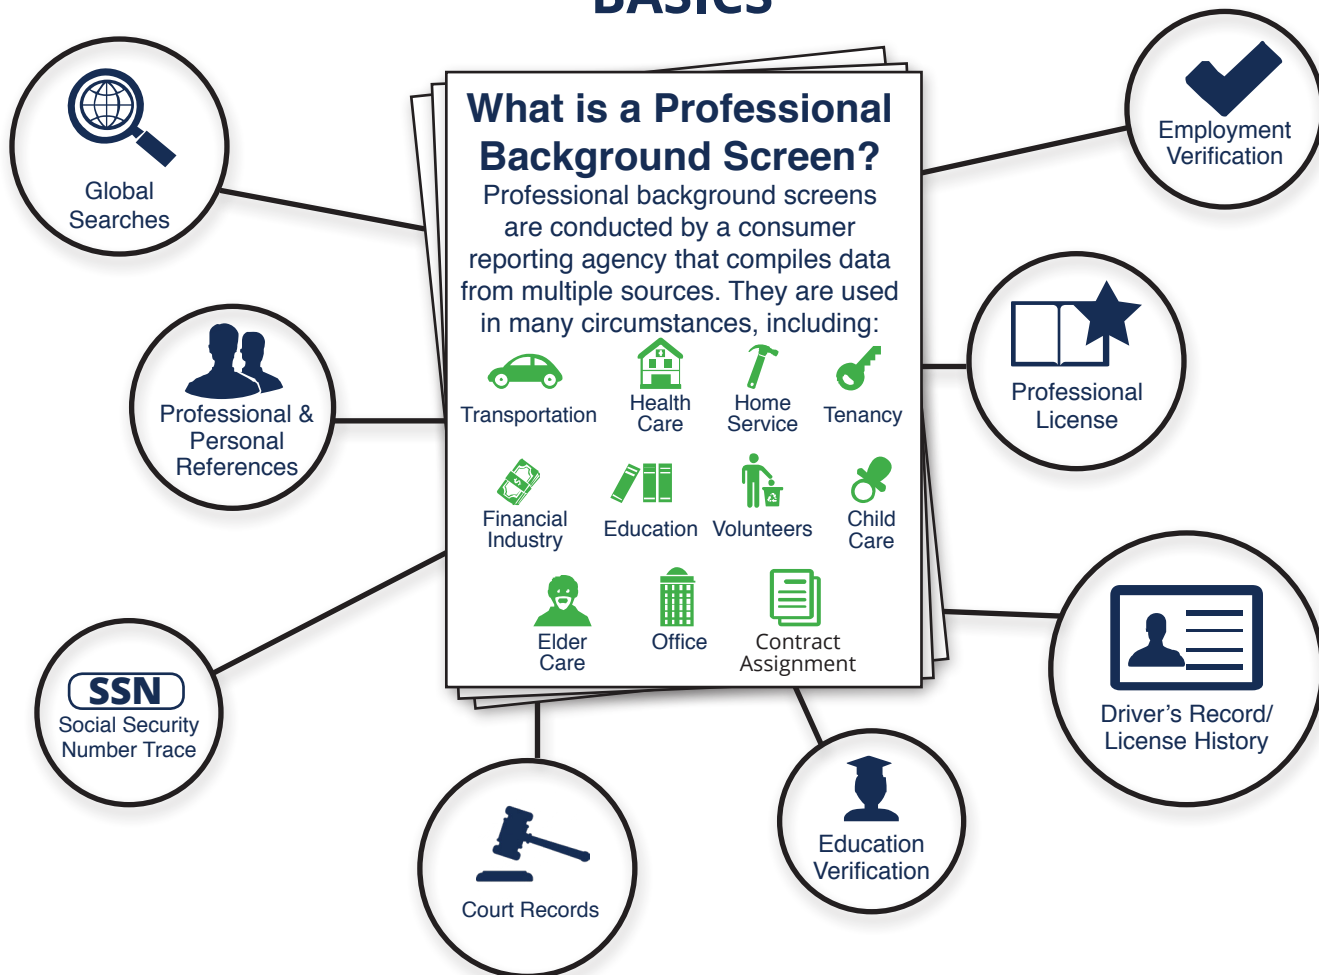 BASICS
What is a Professional
Background Screen?
Professional background screens
are conducted by a consumer
reporting agency that compiles data
from multiple sources. They are used
in many circumstances, including:
Transportation
Health
Care
Home
Service
Tenancy
Financial
Industry
Education
Volunteers
Child
Care
Elder
Care
Office
Contract
Assignment
Global
Searches
Professional &
Personal
References
SSN
Social Security
Number Trace
Court Records
Education
Verification
Driver’s Record/
License History
Professional
License
Employment
Verification